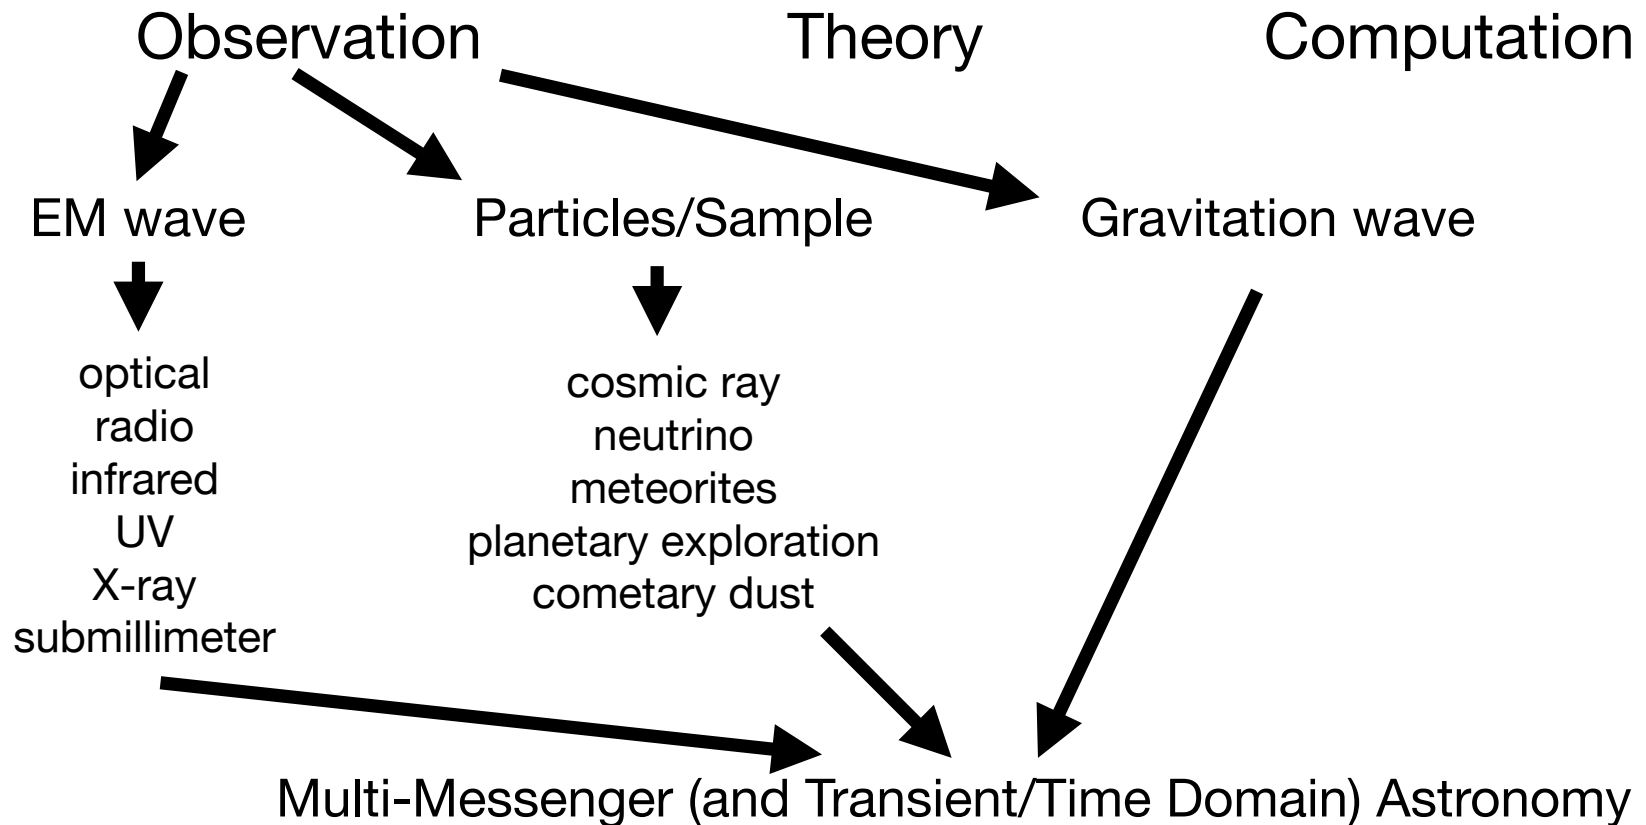 Observation Theory Computation
EM wave Particles/Sample Gravitation wave
optical
radio
infrared
UV
X-ray
submillimeter
cosmic ray
neutrino
meteorites
planetary exploration
cometary dust
Multi-Messenger (and Transient/Time Domain) Astronomy